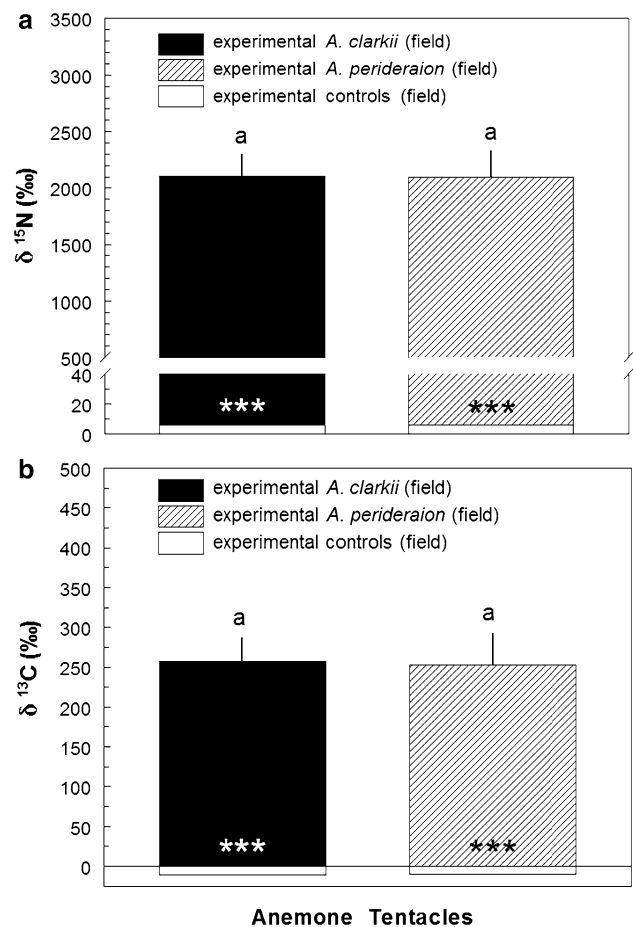 a
3500
experimental A. clarkii (field)
experimental A. perideraion (field)
experimental controls (field)
3000
2500
2000
1500
1000
500
40
20
0
δ 15N (‰)
a
a
***
***
b
500
experimental A. clarkii (field)
experimental A. perideraion (field)
experimental controls (field)
450
400
350
300
250
200
150
100
50
0
δ 13C (‰)
a
a
***
***
Anemone Tentacles